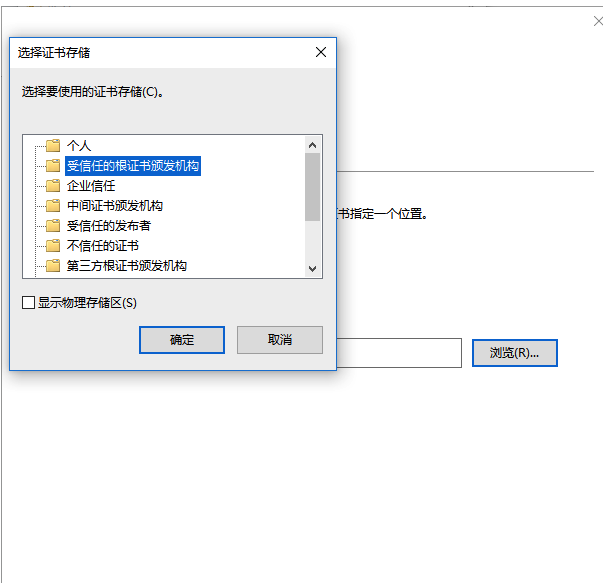 选择证书存储
选择要使用的证书存储(C)。
个人
受信任的根证书颁发机构
企业信任
中间证书颁发机构
受信任的发布者
不信任的证书
第三方根证书颁发机构
书指定一个位置。
显示物理存储区(S)
确定
取消
浏览(R)...